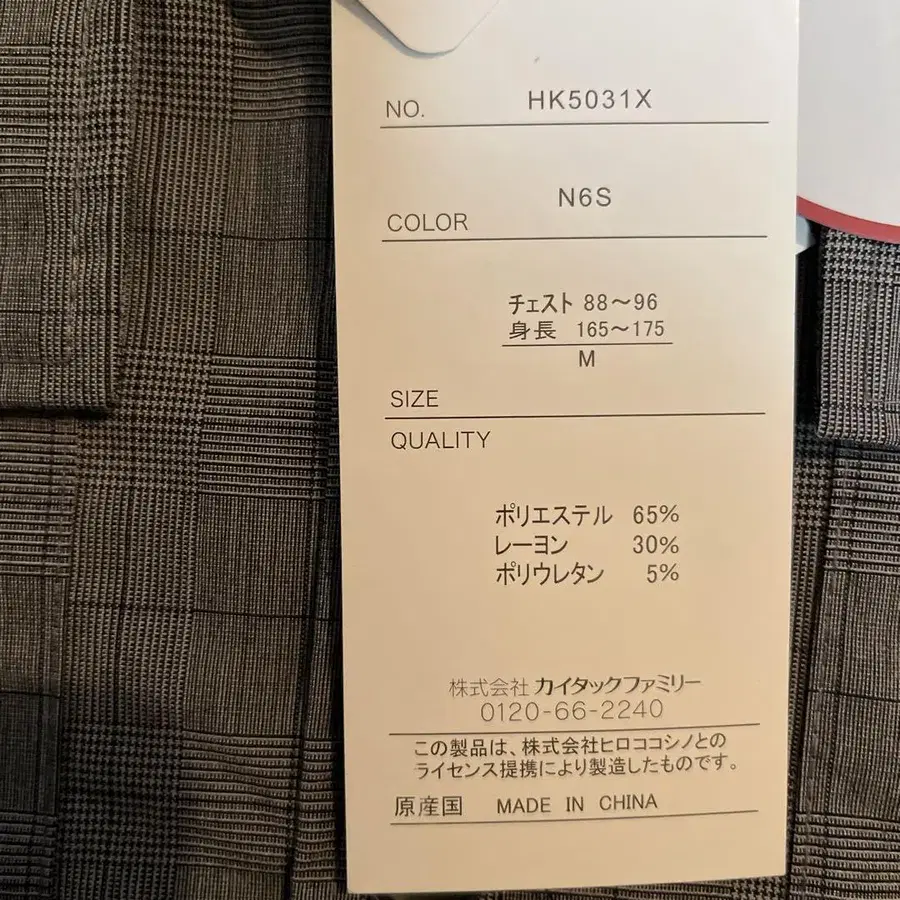 NO. HK5031X
COLOR N6S
チェスト 88～96
身長 165～175
M
SIZE
QUALITY
ポリエステル 65%
レーヨン 30%
ポリウレタン 5%
株式会社 カイタックファミリー
0120-66-2240
この製品は、株式会社ヒロココシノとの
ライセンス提携により製造したものです。
原産国 MADE IN CHINA